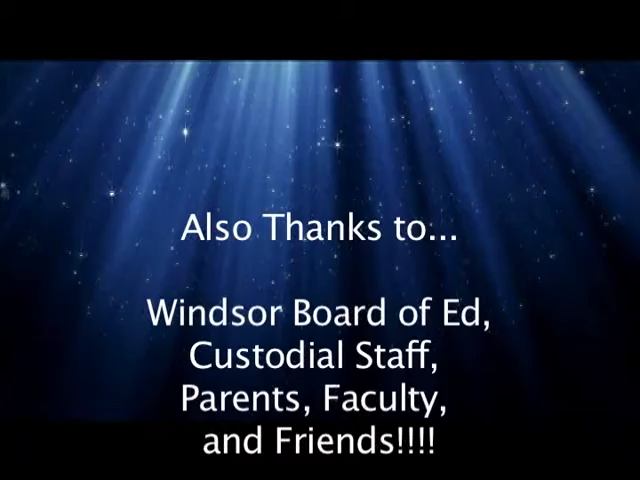 Also Thanks to...
Windsor Board of Ed,
Custodial Staff,
Parents, Faculty,
and Friends!!!!